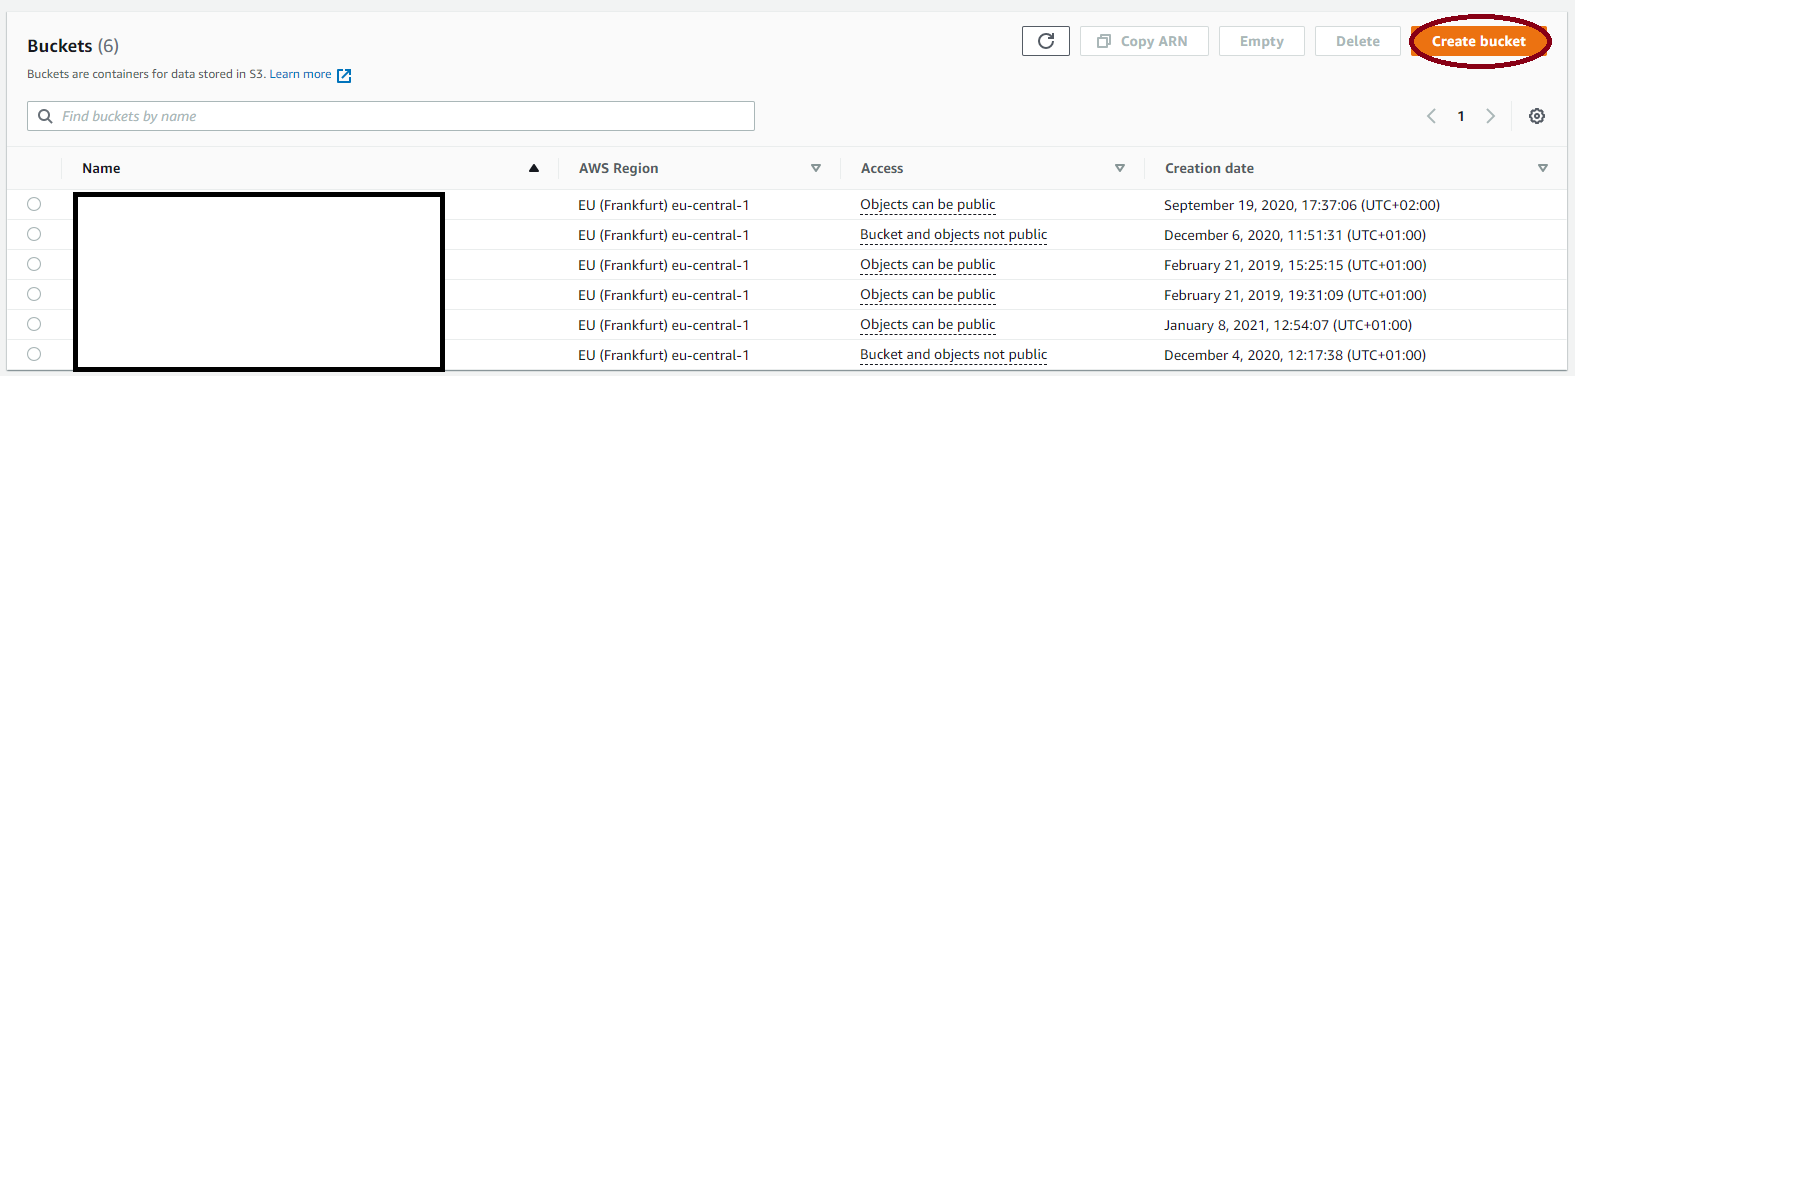 Buckets (6)
Copy ARN Empty Delete Create bucket
Buckets are containers for data stored in S3. Learn more
Find buckets by name
1
Name AWS Region Access Creation date
EU (Frankfurt) eu-central-1 Objects can be public September 19, 2020, 17:37:06 (UTC+02:00)
EU (Frankfurt) eu-central-1 Bucket and objects not public December 6, 2020, 11:51:31 (UTC+01:00)
EU (Frankfurt) eu-central-1 Objects can be public February 21, 2019, 15:25:15 (UTC+01:00)
EU (Frankfurt) eu-central-1 Objects can be public February 21, 2019, 19:31:09 (UTC+01:00)
EU (Frankfurt) eu-central-1 Objects can be public January 8, 2021, 12:54:07 (UTC+01:00)
EU (Frankfurt) eu-central-1 Bucket and objects not public December 4, 2020, 12:17:38 (UTC+01:00)